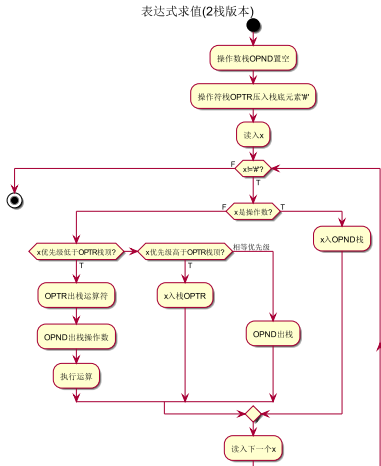 表达式求值(2栈版本)
操作数栈OPND置空
操作符栈OPTR压入栈底元素'#'
读入x
x!='#'?
F
T
x是操作数?
F
T
x优先级低于OPTR栈顶?
x优先级高于OPTR栈顶?
相等优先级
x入OPND栈
T
T
OPTR出栈运算符
x入栈OPTR
OPND出栈操作数
OPND出栈
执行运算
读入下一个x